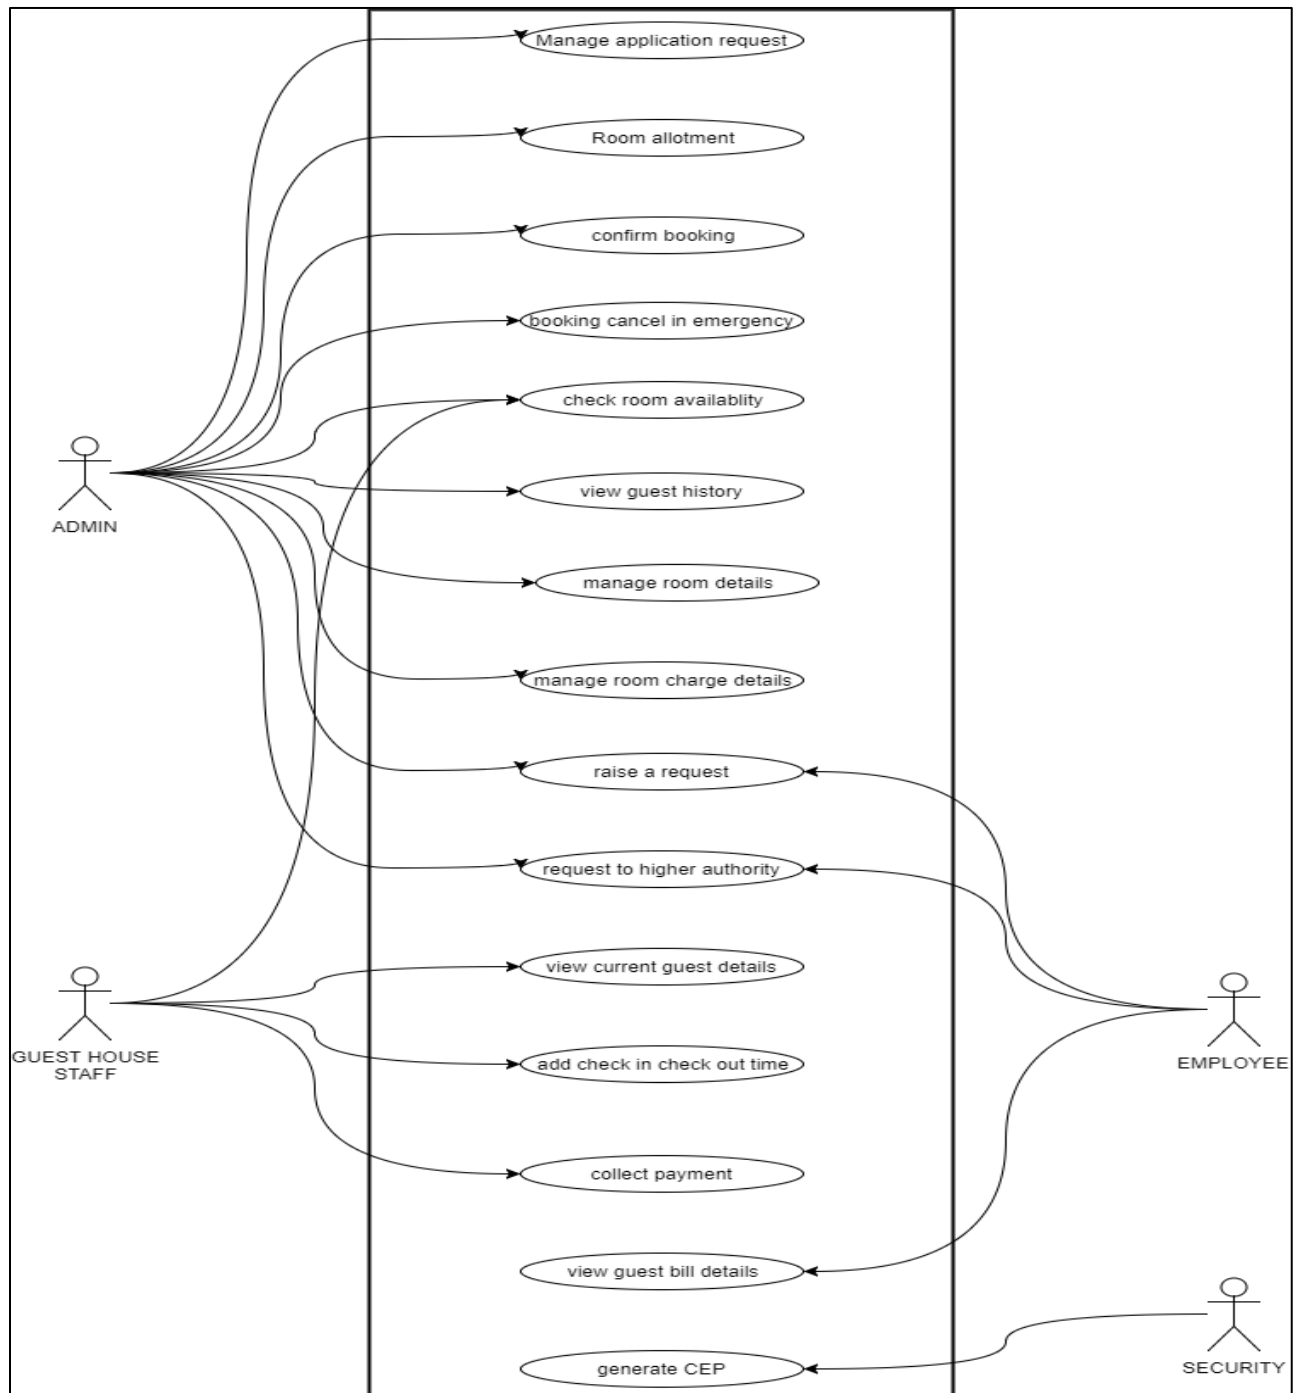 Manage application request
Room allotment
confirm booking
booking cancel in emergency
check room availablity
view guest history
manage room details
manage room charge details
raise a request
request to higher authority
view current guest details
add check in check out time
collect payment
view guest bill details
generate CEP
ADMIN
GUEST HOUSE
STAFF
EMPLOYEE
SECURITY